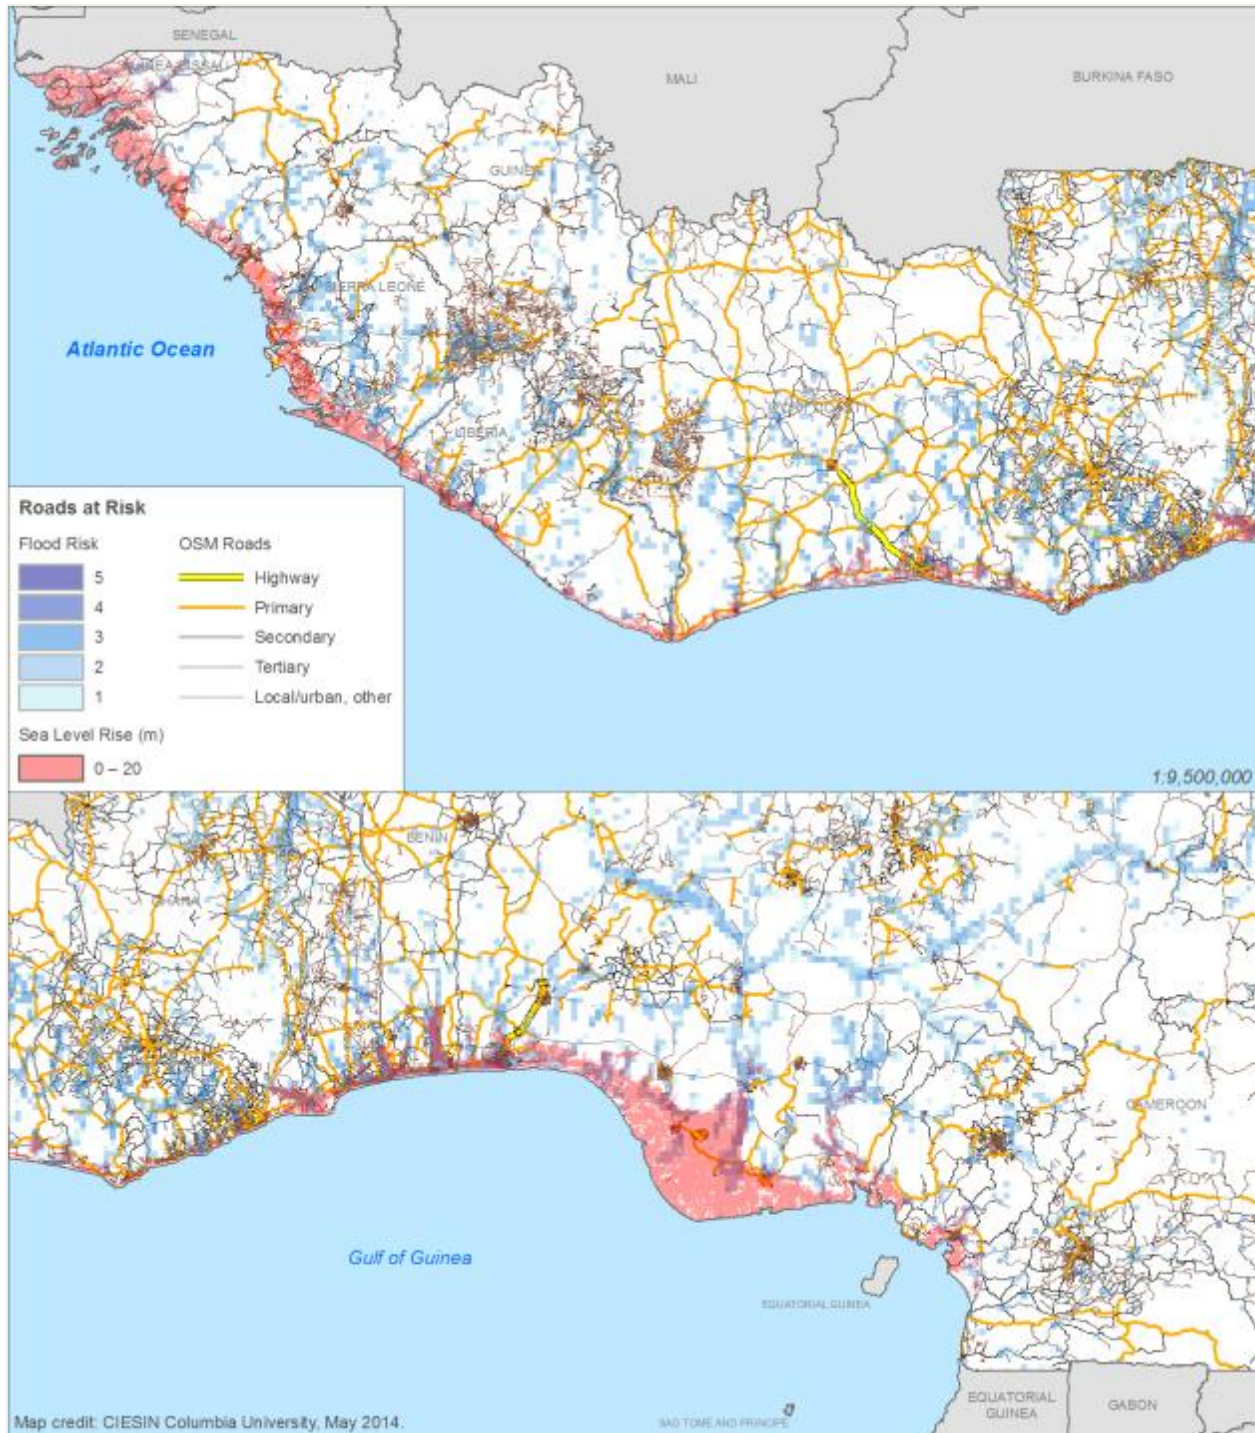 SENEGAL
MALI
BURKINA FASO
SIERRA LEONE
Atlantic Ocean
LIBERIA
Roads at Risk
Flood Risk
OSM Roads
5
Highway
4
Primary
3
Secondary
2
Tertiary
1
Local/urban, other
Sea Level Rise (m)
0 – 20
1:9,500,000
BENIN
CAMEROON
Gulf of Guinea
EQUATORIAL GUINEA
EQUATORIAL
GUINEA
GABON
Map credit: CIESIN Columbia University, May 2014.
SAO TOME AND PRINCIPE